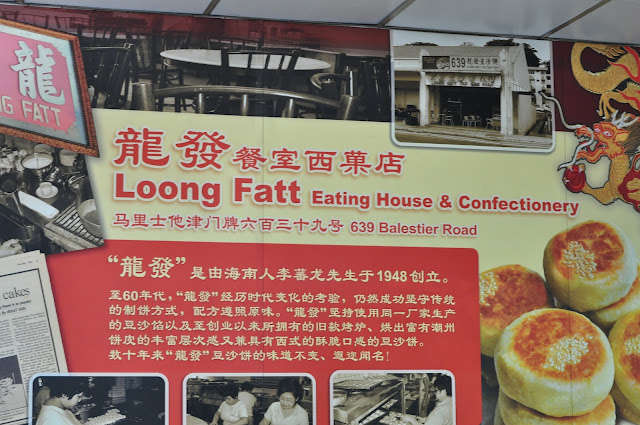 龍
NG FATT
639 龍發豆沙饼
龍發餐室西菓店
Loong Fatt Eating House & Confectionery
马里士他津门牌六百三十九号 639 Balestier Road
“龍發”是由海南人李蕃龙先生于1948创立。
至60年代，“龍發”经历时代变化的考验，仍然成功坚守传统
的制饼方式，配方遵照原味。“龍發”坚持使用同一厂家生产
的豆沙馅以及至创业以来所拥有的旧款烤炉、烘出富有潮州
饼皮的丰富层次感又兼具有西式的酥脆口感的豆沙饼。
数十年来“龍發”豆沙饼的味道不变、遐迩闻名！
cakes